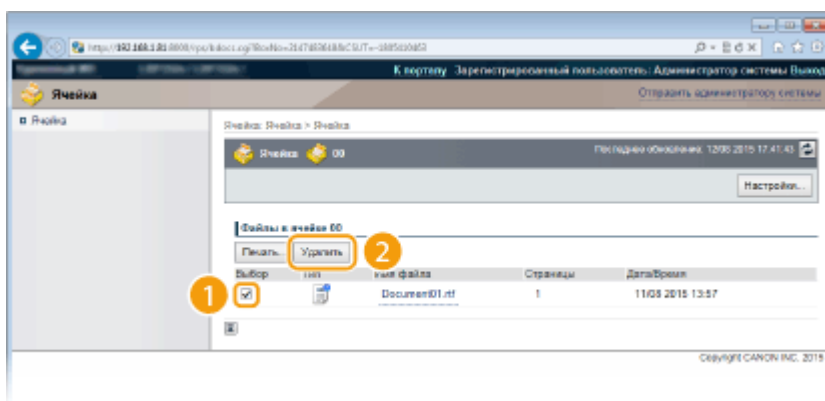 К порталу Зарегистрированный пользователь: Администратор системы Выход
Ячейка
Отправить администратору системы
Ячейка
Ячейка: Ячейка > Ячейка
Ячейка 00
Последнее обновление: 12/08 2015 17:41:43
Настройки...
Файлы в ячейке 00
Печать... Удалить 2
Выбор Тип Имя файла Страницы Дата/Время
1 Document01.rtf 1 11/08 2015 13:57
Copyright CANON INC. 2015